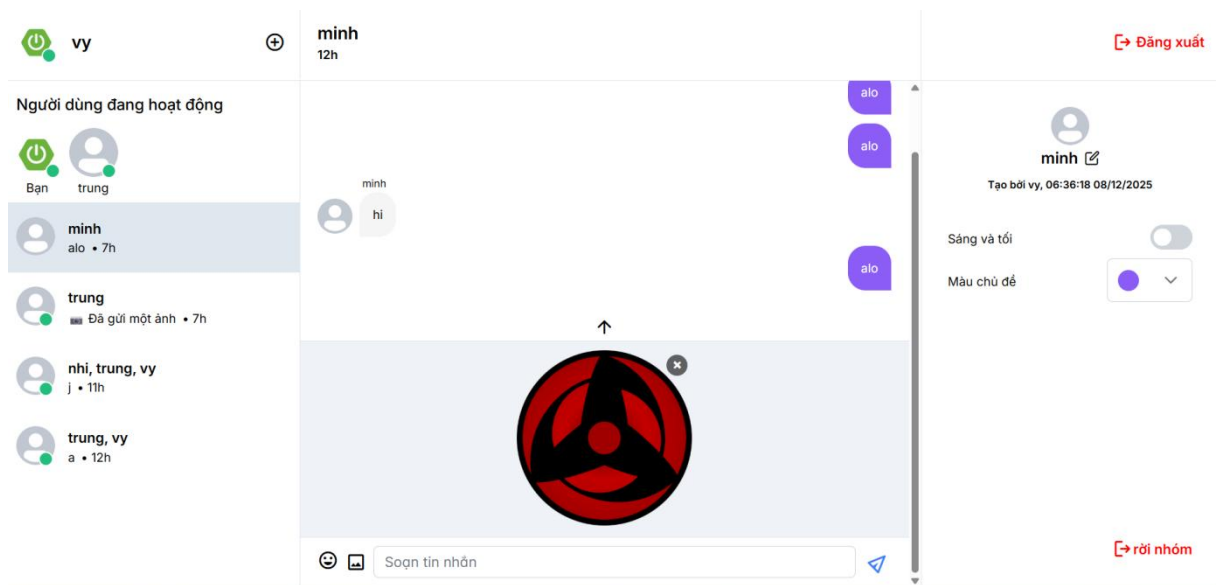 vy
Người dùng đang hoạt động
Bạn
trung
minh
alo • 7h
trung
Đã gửi một ảnh • 7h
nhi, trung, vy
j • 11h
trung, vy
a • 12h
minh
12h
alo
alo
minh
hi
alo
Soạn tin nhắn
Đăng xuất
minh
Tạo bởi vy, 06:36:18 08/12/2025
Sáng và tối
Màu chủ đề
rời nhóm